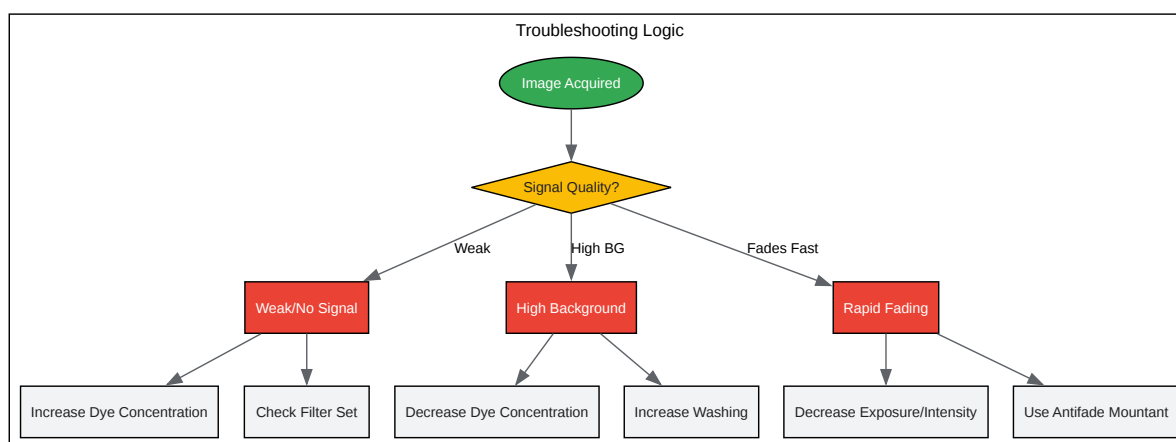 Troubleshooting Logic
Image Acquired
Signal Quality?
Weak
High BG
Fades Fast
Weak/No Signal
High Background
Rapid Fading
Increase Dye Concentration
Check Filter Set
Decrease Dye Concentration
Increase Washing
Decrease Exposure/Intensity
Use Antifade Mountant